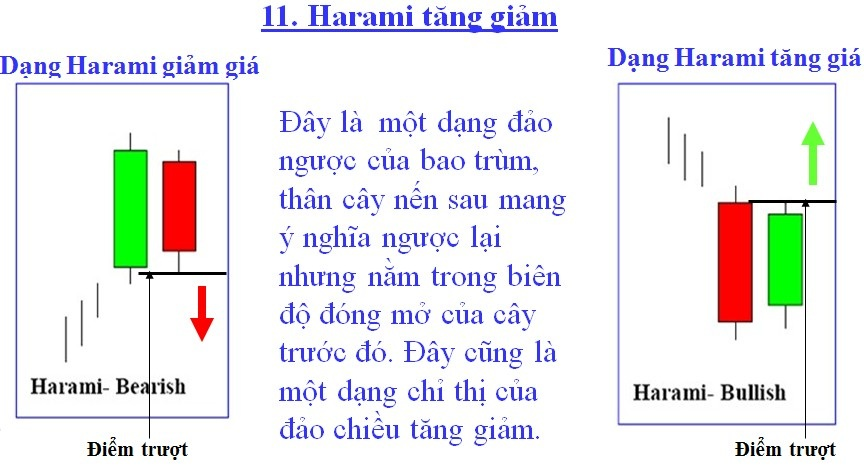 11. Harami tăng giảm
Dạng Harami giảm giá
Dạng Harami tăng giá
Đây là một dạng đảo
ngược của bao trùm,
thân cây nến sau mang
ý nghĩa ngược lại
nhưng nằm trong biên
độ đóng mở của cây
trước đó. Đây cũng là
một dạng chỉ thị của
đảo chiều tăng giảm.
Harami- Bearish
Harami- Bullish
Điểm trượt
Điểm trượt